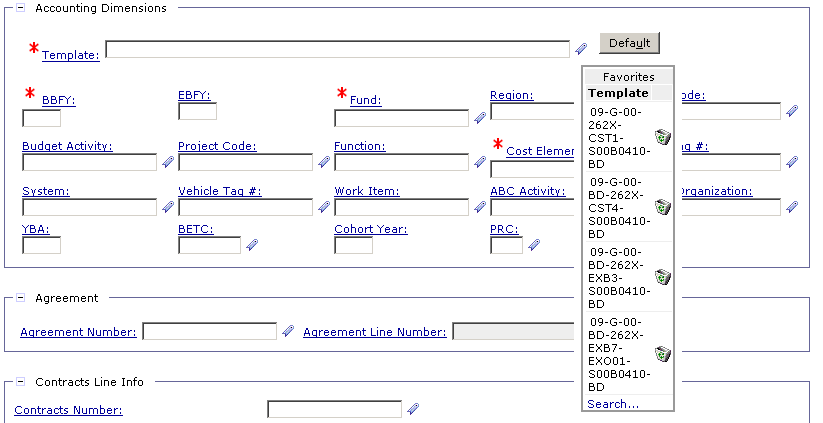 Accounting Dimensions
* Template: Default
Favorites
Template
09-G-00-
262X-
CST1-
S00B0410-
BD
09-G-00-
BD-262X-
CST4-
S00B0410-
BD
09-G-00-
BD-262X-
EXB3-
S00B0410-
BD
09-G-00-
BD-262X-
EXB7-
EXO01-
S00B0410-
BD
Search...
* BBFY: EBFY: * Fund: Region: ode:
Budget Activity: Project Code: Function: * Cost Elemen ag #:
System: Vehicle Tag #: Work Item: ABC Activity: Organization:
YBA: BETC: Cohort Year: PRC:
Agreement
Agreement Number: Agreement Line Number:
Contracts Line Info
Contracts Number: